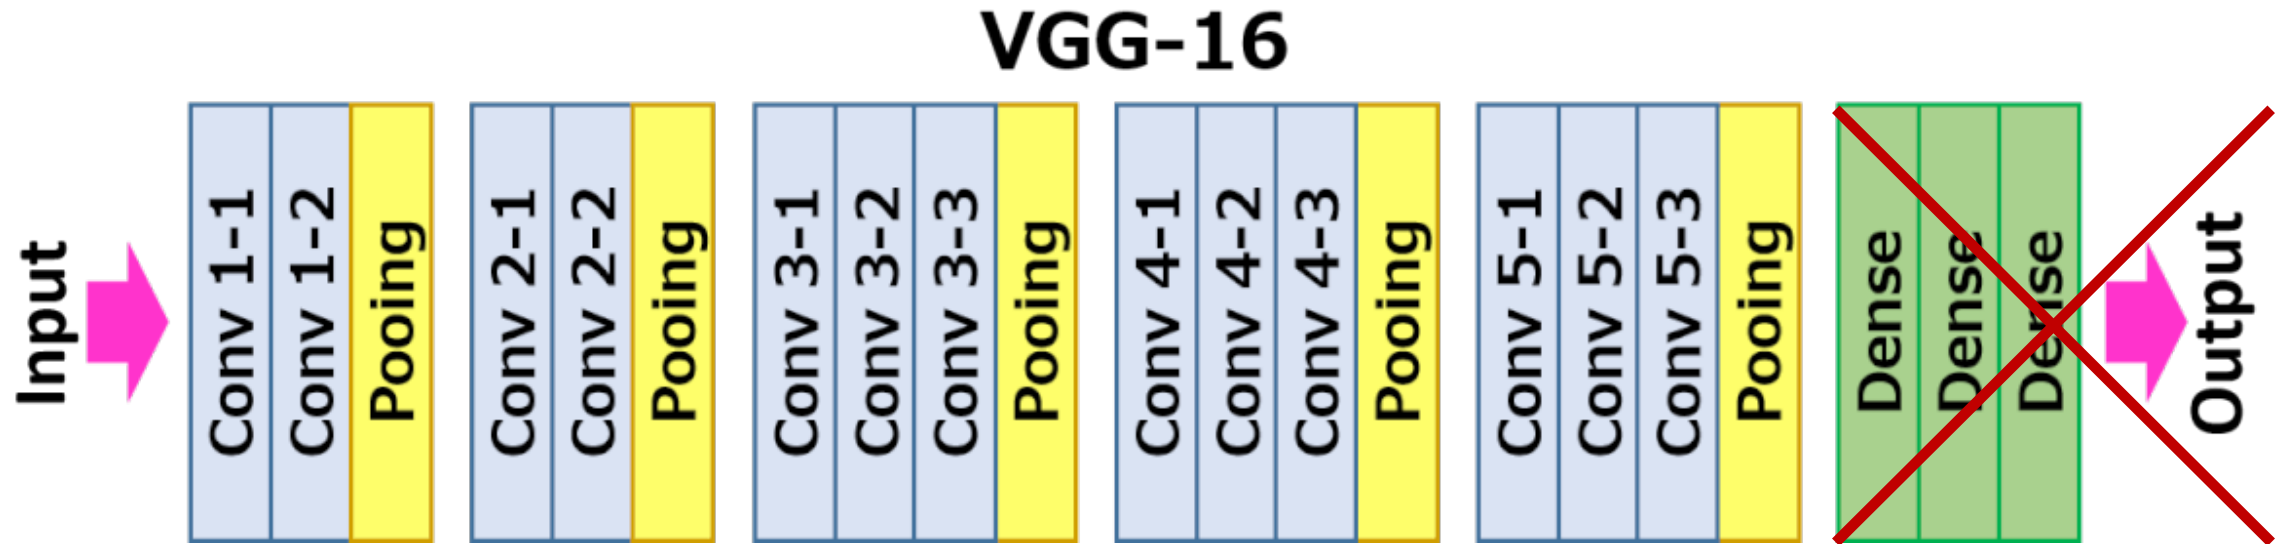 VGG-16
Input
Conv 1-1
Conv 1-2
Pooing
Conv 2-1
Conv 2-2
Pooing
Conv 3-1
Conv 3-2
Conv 3-3
Pooing
Conv 4-1
Conv 4-2
Conv 4-3
Pooing
Conv 5-1
Conv 5-2
Conv 5-3
Pooing
Dense
Dense
Dense
Output